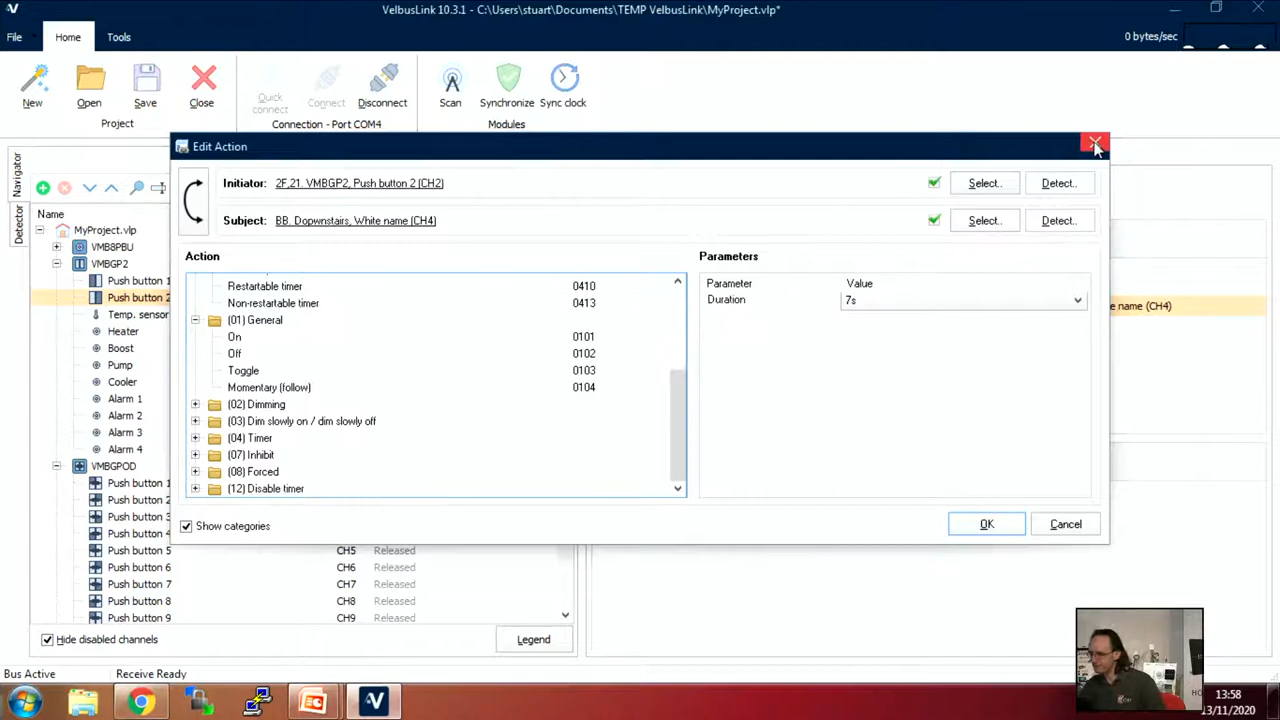 VelbusLink 10.3.1 - C:\Users\stuart\Documents\TEMP VelbusLink\MyProject.vlp*
File Home Tools 0 bytes/sec
New Open Save Close Quick connect Connect Disconnect Scan Synchronize Sync clock
Project Connection - Port COM4 Modules
Navigator
Detector
Name
MyProject.vlp
VMB8PBU
VMBGP2
Push button 1
Push button 2
Temp. sensor
Heater
Boost
Pump
Cooler
Alarm 1
Alarm 2
Alarm 3
Alarm 4
VMBGPOD
Push button 1
Push button 2
Push button 3
Push button 4
Push button 5 CH5 Released
Push button 6 CH6 Released
Push button 7 CH7 Released
Push button 8 CH8 Released
Push button 9 CH9 Released
Hide disabled channels Legend
Edit Action
Initiator: 2F,21. VMBGP2, Push button 2 (CH2) Select.. Detect..
Subject: BB. Dopwnstairs, White name (CH4) Select.. Detect..
Action Parameters
Restartable timer 0410
Non-restartable timer 0413
(01) General
On 0101
Off 0102
Toggle 0103
Momentary (follow) 0104
(02) Dimming
(03) Dim slowly on / dim slowly off
(04) Timer
(07) Inhibit
(08) Forced
(12) Disable timer
Parameter Value
Duration 7s
Show categories OK Cancel
e name (CH4)
Bus Active Receive Ready
13:58
13/11/2020